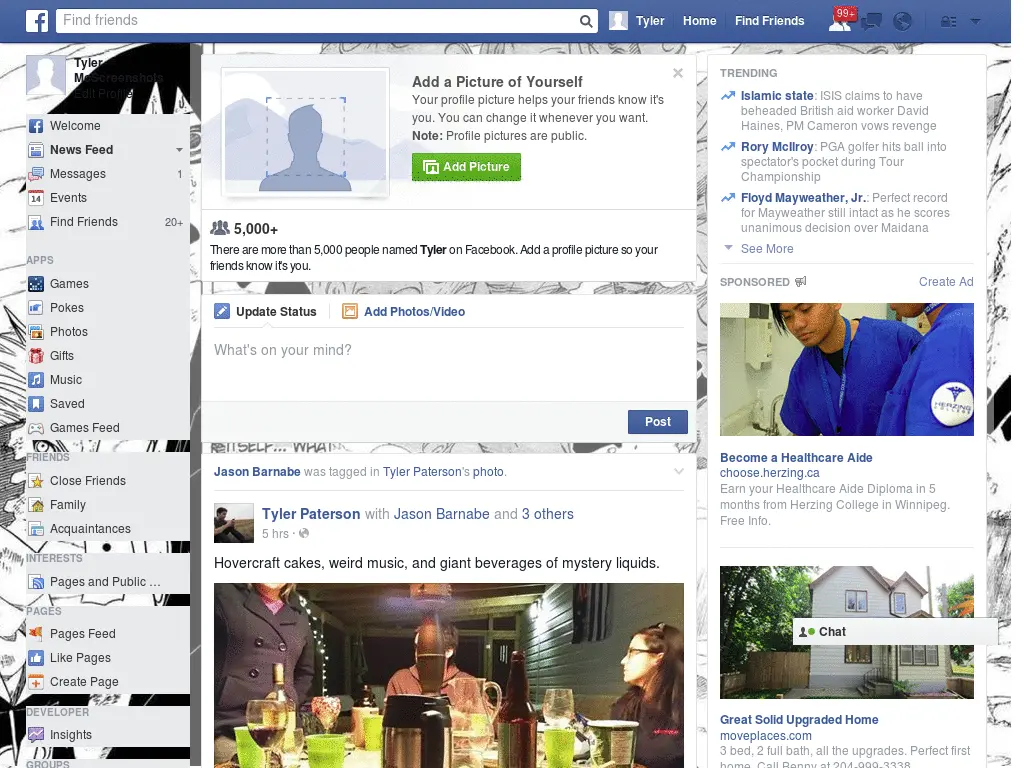 Find friends
Tyler
Home
Find Friends
99+
Tyler
McScreenshots
Edit Profile
Welcome
News Feed
Messages 1
Events
Find Friends 20+
APPS
Games
Pokes
Photos
Gifts
Music
Saved
Games Feed
FRIENDS
Close Friends
Family
Acquaintances
INTERESTS
Pages and Public ...
PAGES
Pages Feed
Like Pages
Create Page
DEVELOPER
Insights
GROUPS
Add a Picture of Yourself
Your profile picture helps your friends know it's
you. You can change it whenever you want.
Note: Profile pictures are public.
Add Picture
5,000+
There are more than 5,000 people named Tyler on Facebook. Add a profile picture so your
friends know it's you.
Update Status
Add Photos/Video
What's on your mind?
Post
ITSELF... WHAT
Jason Barnabe was tagged in Tyler Paterson's photo.
Tyler Paterson with Jason Barnabe and 3 others
5 hrs ·
Hovercraft cakes, weird music, and giant beverages of mystery liquids.
TRENDING
Islamic state: ISIS claims to have
beheaded British aid worker David
Haines, PM Cameron vows revenge
Rory McIlroy: PGA golfer hits ball into
spectator's pocket during Tour
Championship
Floyd Mayweather, Jr.: Perfect record
for Mayweather still intact as he scores
unanimous decision over Maidana
See More
SPONSORED
Create Ad
HERZING
COLLEGE
Become a Healthcare Aide
choose.herzing.ca
Earn your Healthcare Aide Diploma in 5
months from Herzing College in Winnipeg.
Free Info.
Chat
Great Solid Upgraded Home
moveplaces.com
3 bed, 2 full bath, all the upgrades. Perfect first
home. Call Benny at 204-999-3338